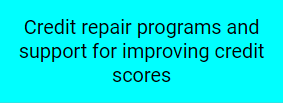 Credit repair programs and
support for improving credit
scores